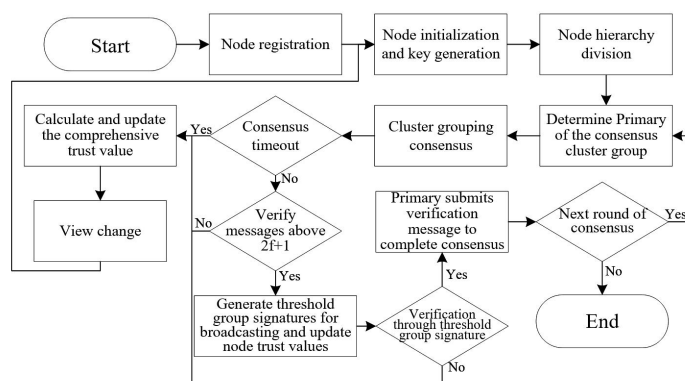 Start
Node registration
Node initialization
and key generation
Node hierarchy
division
Calculate and update
the comprehensive
trust value
Yes
Consensus
timeout
Cluster grouping
consensus
Determine Primary
of the consensus
cluster group
No
View change
No
Verify
messages above
2f+1
Primary submits
verification
message to
complete consensus
Next round of
consensus
Yes
Yes
Yes
No
Generate threshold
group signatures for
broadcasting and update
node trust values
Verification
through threshold
group signature
No
End